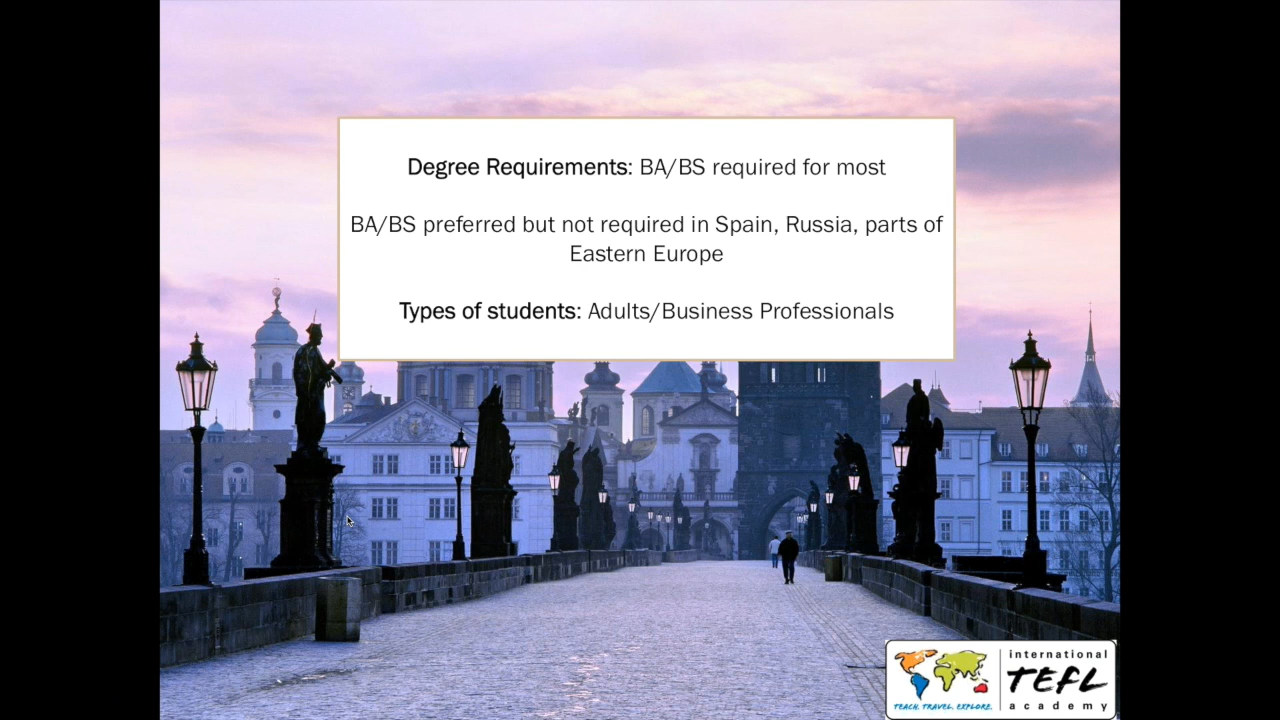 Degree Requirements: BA/BS required for most
BA/BS preferred but not required in Spain, Russia, parts of
Eastern Europe
Types of students: Adults/Business Professionals
international
TEFL
academy
TEACH. TRAVEL. EXPLORE.